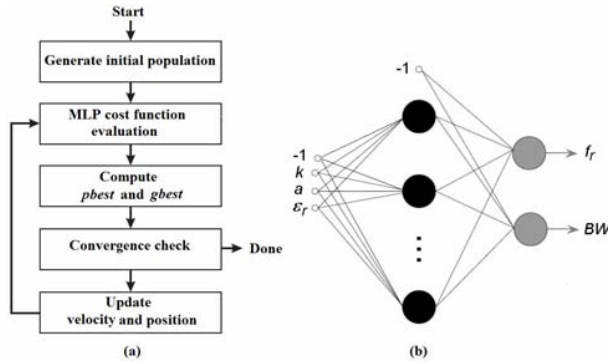 Start
Generate initial population
MLP cost function
evaluation
Compute
pbest and gbest
Convergence check
Done
Update
velocity and position
(a)
-1
-1
k
a
εr
fr
BW
(b)